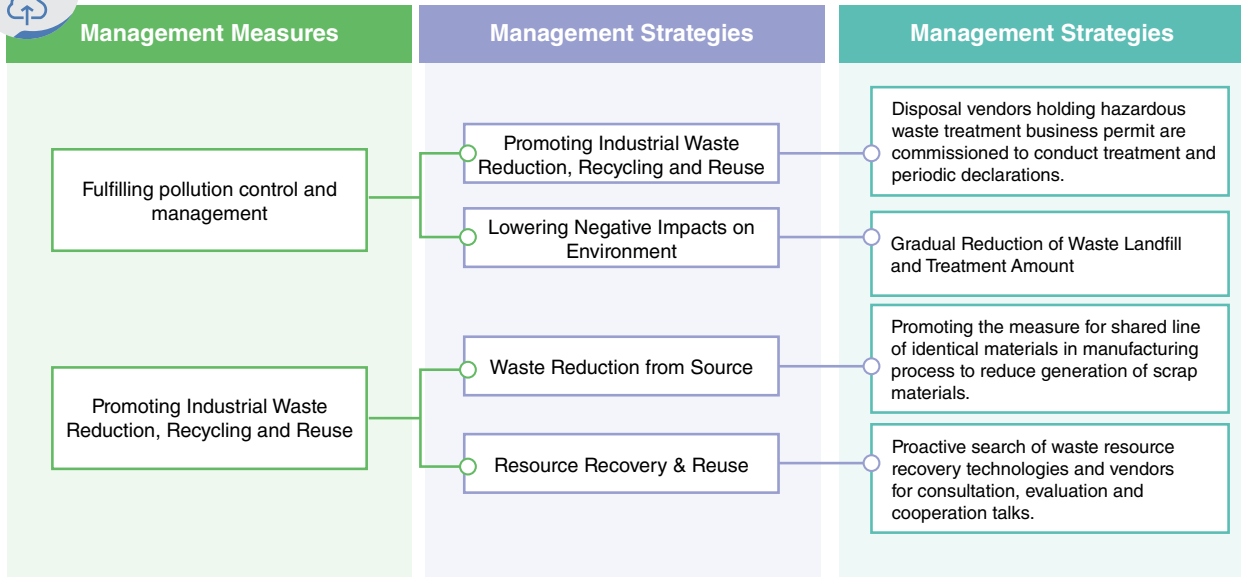 Management Measures
Management Strategies
Management Strategies
Fulfilling pollution control and
management
Promoting Industrial Waste
Reduction, Recycling and Reuse
Lowering Negative Impacts on
Environment
Disposal vendors holding hazardous
waste treatment business permit are
commissioned to conduct treatment and
periodic declarations.
Gradual Reduction of Waste Landfill
and Treatment Amount
Promoting Industrial Waste
Reduction, Recycling and Reuse
Waste Reduction from Source
Resource Recovery & Reuse
Promoting the measure for shared line
of identical materials in manufacturing
process to reduce generation of scrap
materials.
Proactive search of waste resource
recovery technologies and vendors
for consultation, evaluation and
cooperation talks.